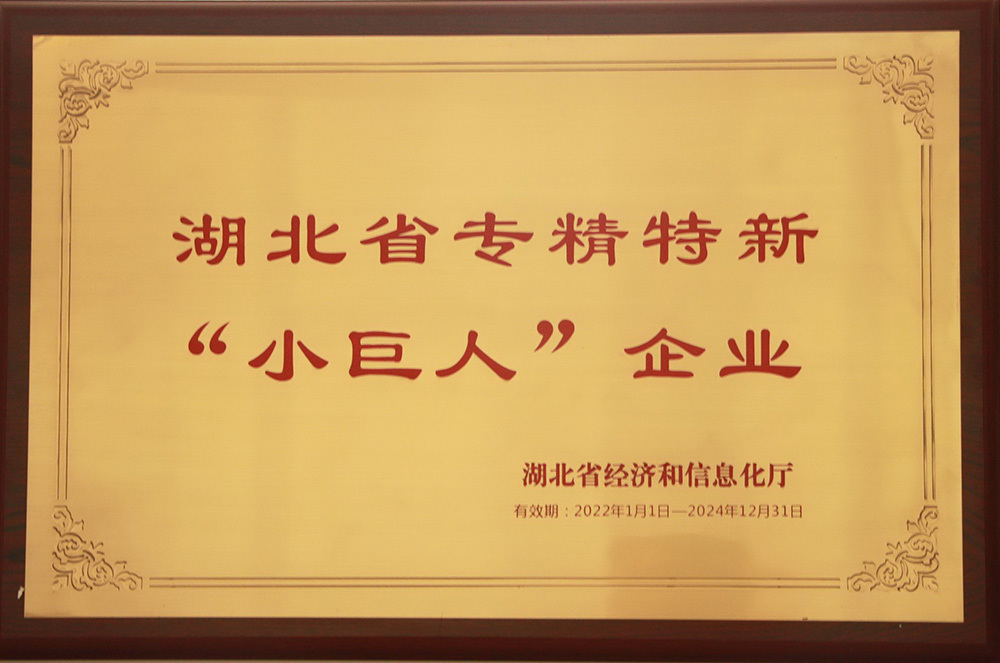 湖北省专精特新
“小巨人”企业
湖北省经济和信息化厅
有效期：2022年1月1日—2024年12月31日